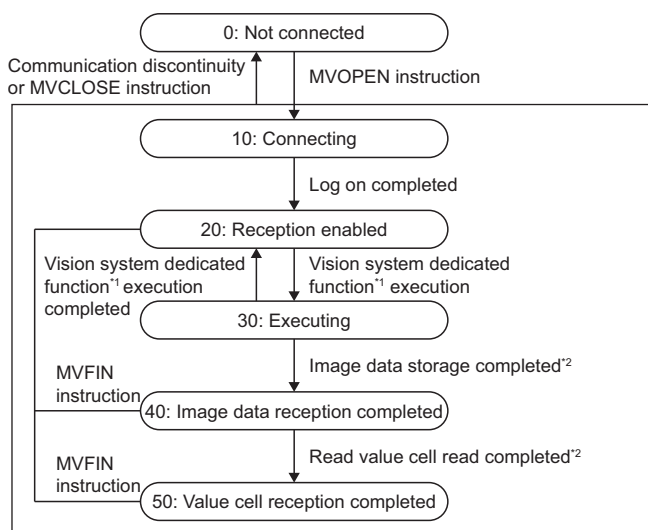 0: Not connected
Communication discontinuity
or MVCLOSE instruction
MVOPEN instruction
10: Connecting
Log on completed
20: Reception enabled
Vision system dedicated
function*1 execution
completed
Vision system dedicated
function*1 execution
30: Executing
Image data storage completed*2
MVFIN
instruction
40: Image data reception completed
Read value cell read completed*2
MVFIN
instruction
50: Value cell reception completed